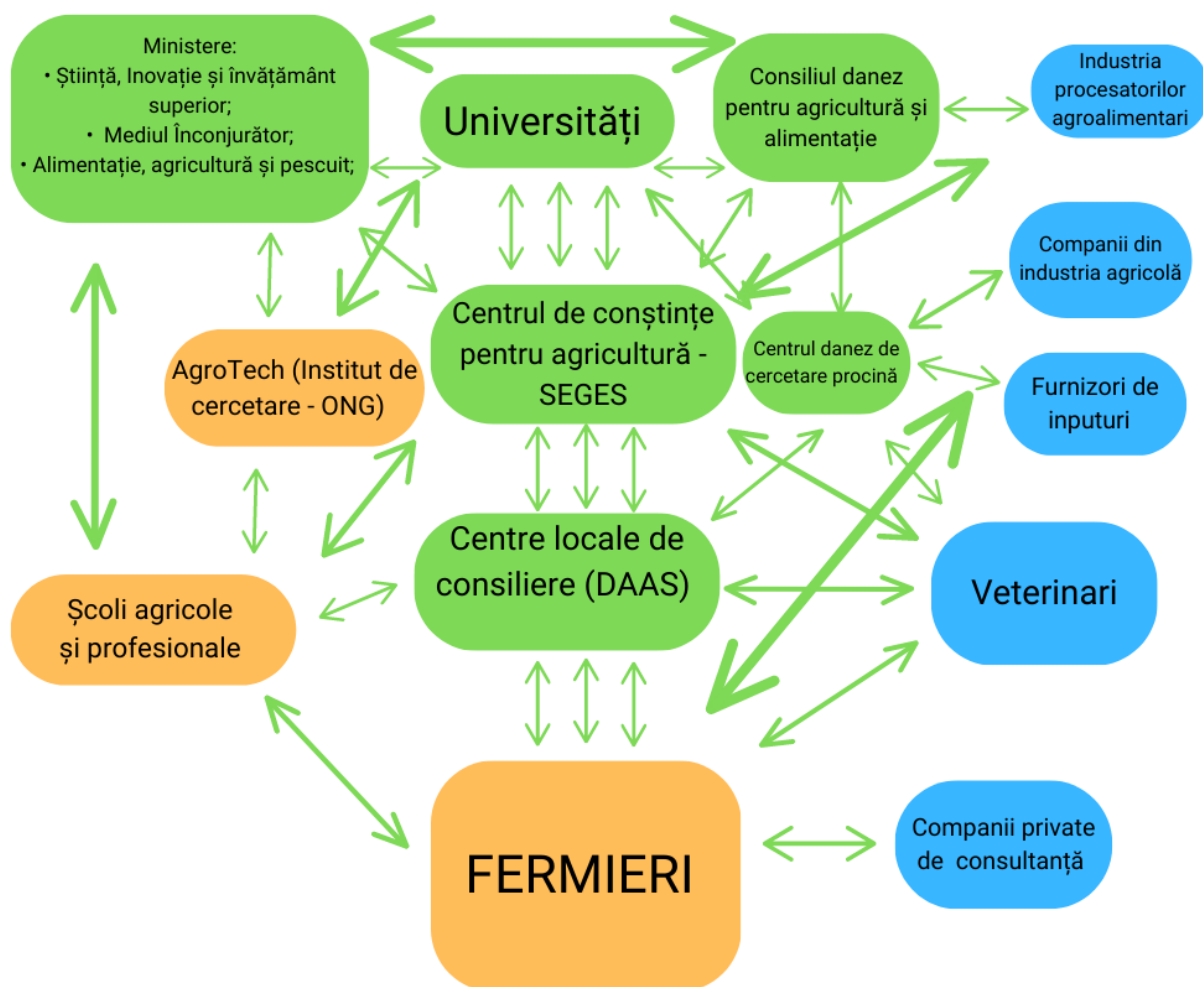 Ministere:
• Știință, Inovație și învățământ
superior;
• Mediul Înconjurător;
• Alimentație, agricultură și pescuit;
Universități
Consiliul danez
pentru agricultură și
alimentație
Industria
procesatorilor
agroalimentari
Companii din
industria agricolă
Centrul de conștințe
pentru agricultură -
SEGES
Centrul danez de
cercetare procină
AgroTech (Institut de
cercetare - ONG)
Furnizori de
inputuri
Centre locale de
consiliere (DAAS)
Veterinari
Școli agricole
și profesionale
FERMIERI
Companii private
de consultanță